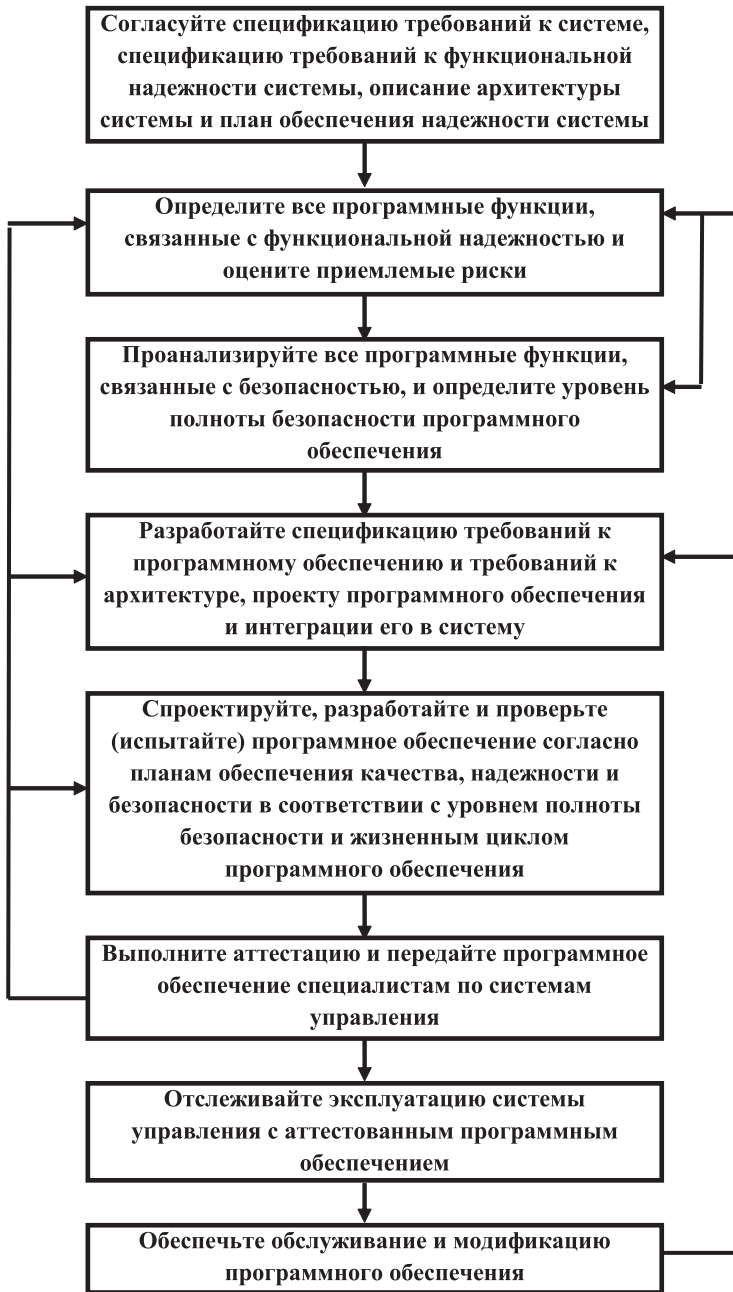 Согласуйте спецификацию требований к системе,
спецификацию требований к функциональной
надежности системы, описание архитектуры
системы и план обеспечения надежности системы
Определите все программные функции,
связанные с функциональной надежностью и
оцените приемлемые риски
Проанализируйте все программные функции,
связанные с безопасностью, и определите уровень
полноты безопасности программного
обеспечения
Разработайте спецификацию требований к
программному обеспечению и требований к
архитектуре, проекту программного обеспечения
и интеграции его в систему
Спроектируйте, разработайте и проверьте
(испытайте) программное обеспечение согласно
планам обеспечения качества, надежности и
безопасности в соответствии с уровнем полноты
безопасности и жизненным циклом
программного обеспечения
Выполните аттестацию и передайте программное
обеспечение специалистам по системам
управления
Отслеживайте эксплуатацию системы
управления с аттестованным программным
обеспечением
Обеспечьте обслуживание и модификацию
программного обеспечения